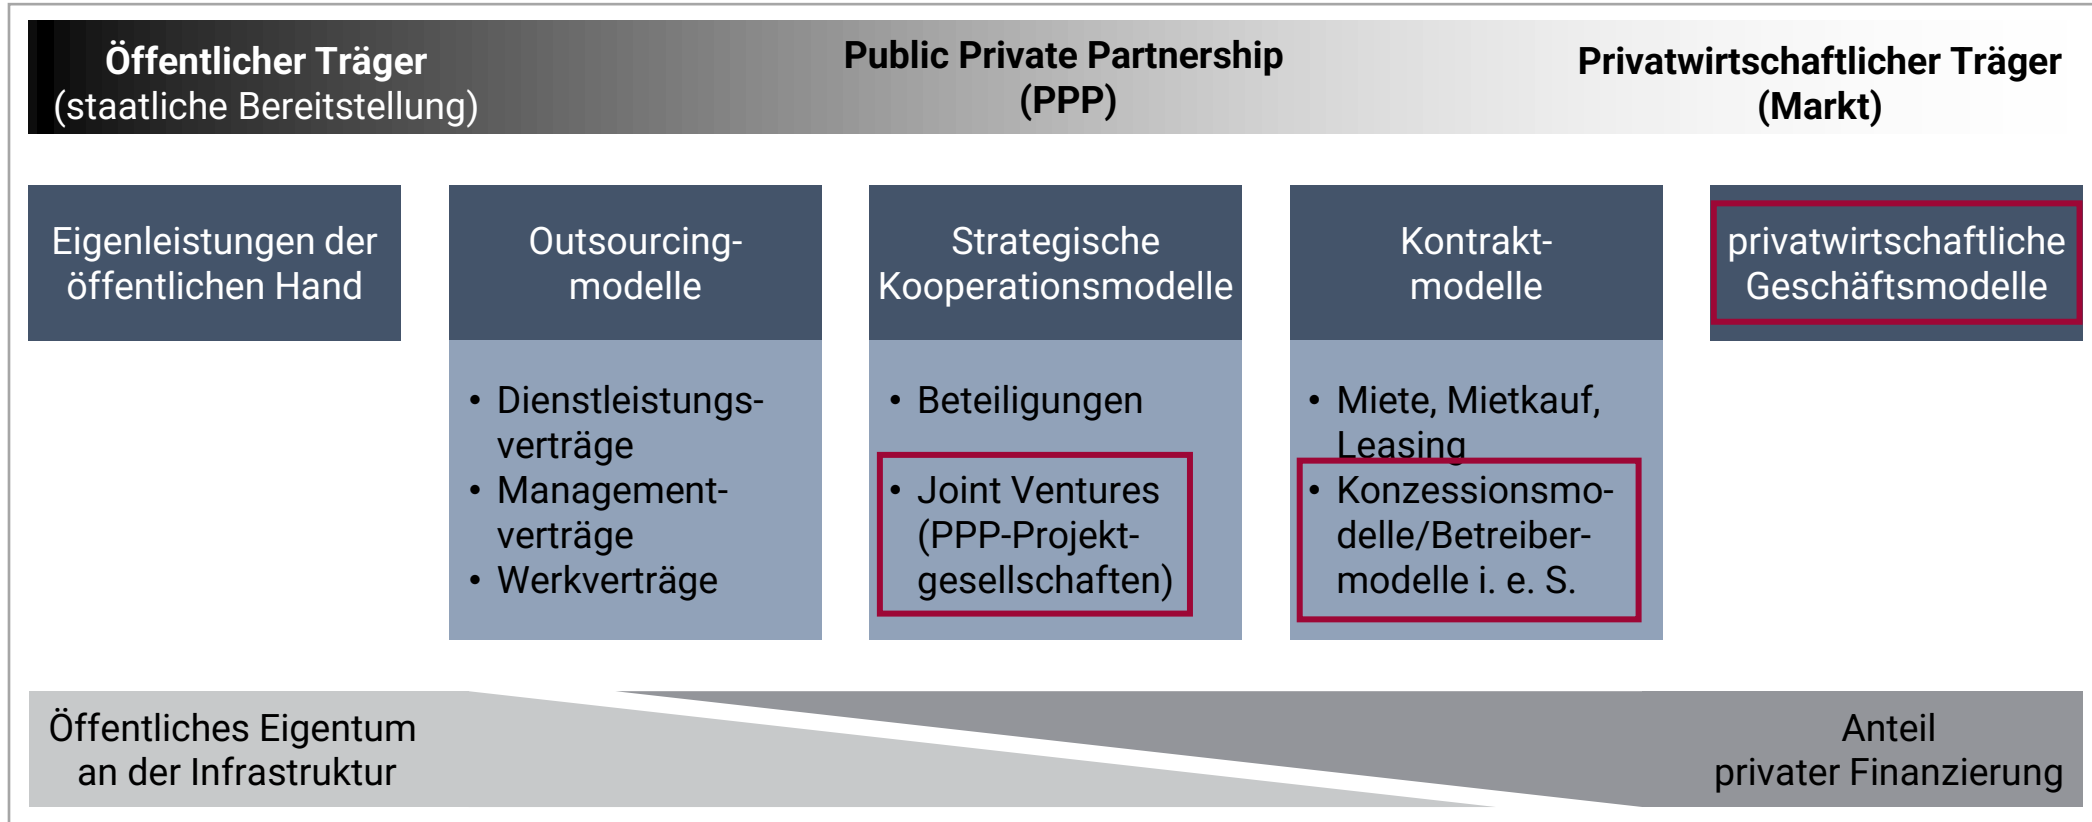 Öffentlicher Träger
(staatliche Bereitstellung)
Public Private Partnership
(PPP)
Privatwirtschaftlicher Träger
(Markt)
Eigenleistungen der
öffentlichen Hand
Outsourcing-
modelle
• Dienstleistungs-
verträge
• Management-
verträge
• Werkverträge
Strategische
Kooperationsmodelle
• Beteiligungen
• Joint Ventures
(PPP-Projekt-
gesellschaften)
Kontrakt-
modelle
• Miete, Mietkauf,
Leasing
• Konzessionsmo-
delle/Betreiber-
modelle i. e. S.
privatwirtschaftliche
Geschäftsmodelle
Öffentliches Eigentum
an der Infrastruktur
Anteil
privater Finanzierung